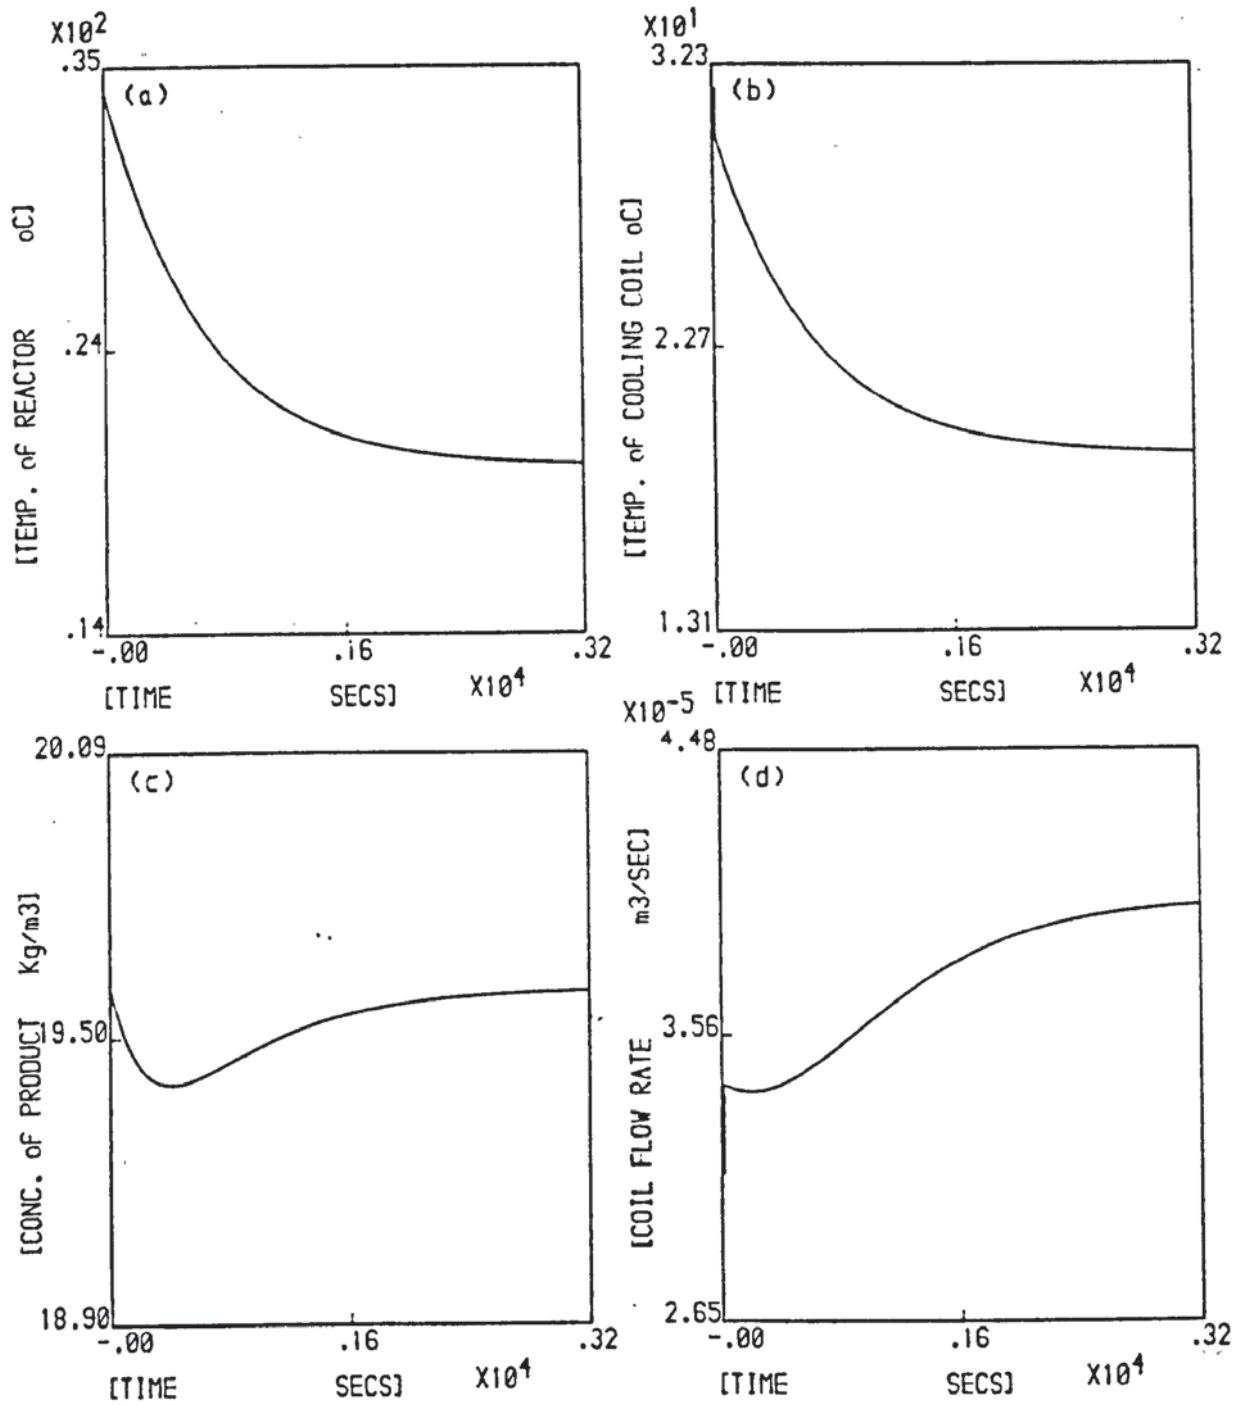 X10²
.35
(a)
[TEMP. of REACTOR oC]
.24
.14
-.00
.16
.32
[TIME SECS]
X10⁴
X10¹
3.23
(b)
[TEMP. of COOLING COIL oC]
2.27
1.31
-.00
.16
.32
[TIME SECS]
X10⁴
20.09
(c)
[CONC. of PRODUCT Kg/m3]
19.50
18.90
-.00
.16
.32
[TIME SECS]
X10⁴
X10⁻⁵
4.48
(d)
[COIL FLOW RATE m3/SEC]
3.56
2.65
-.00
.16
.32
[TIME SECS]
X10⁴